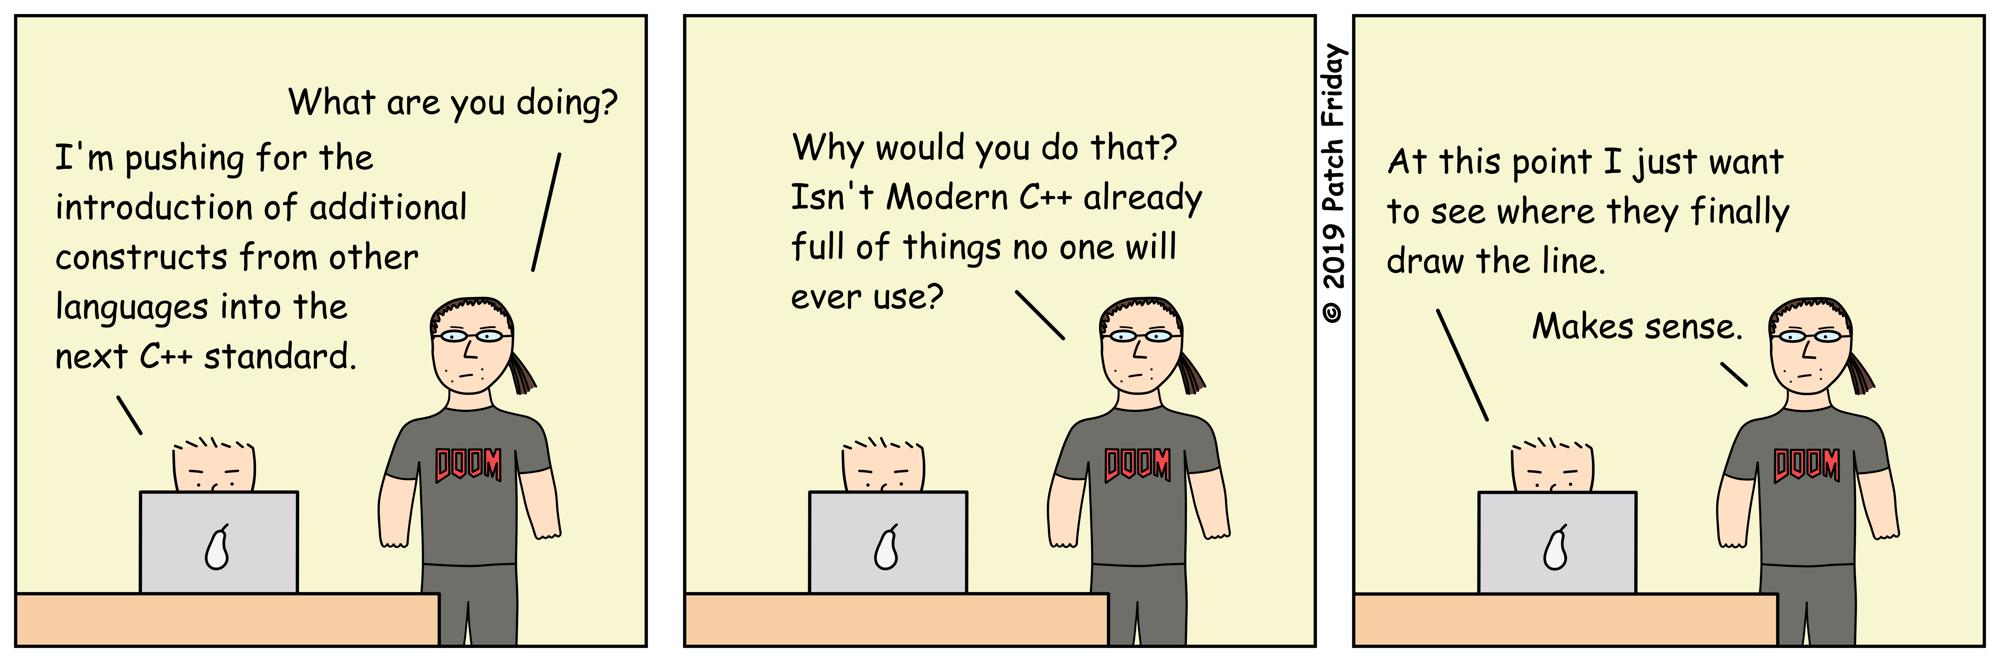 What are you doing?
I'm pushing for the
introduction of additional
constructs from other
languages into the
next C++ standard.
DOOM
Why would you do that?
Isn't Modern C++ already
full of things no one will
ever use?
DOOM
© 2019 Patch Friday
At this point I just want
to see where they finally
draw the line.
Makes sense.
DOOM